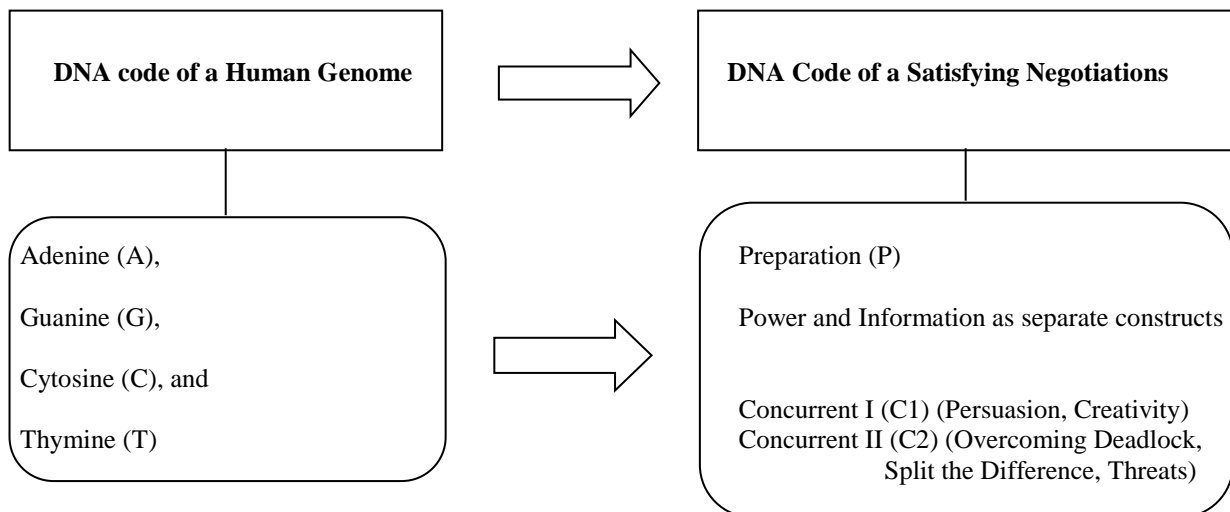 DNA code of a Human Genome
DNA Code of a Satisfying Negotiations
Adenine (A),
Guanine (G),
Cytosine (C), and
Thymine (T)
Preparation (P)
Power and Information as separate constructs
Concurrent I (C1) (Persuasion, Creativity)
Concurrent II (C2) (Overcoming Deadlock,
Split the Difference, Threats)